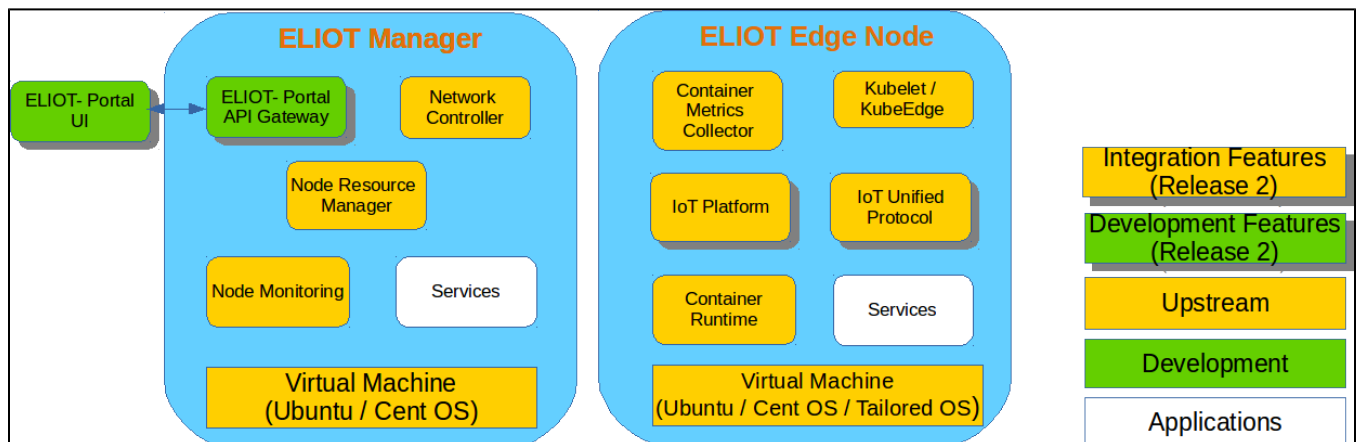 ELIOT Manager
ELIOT- Portal
UI
ELIOT- Portal
API Gateway
Network
Controller
Node Resource
Manager
Node Monitoring
Services
Virtual Machine
(Ubuntu / Cent OS)
ELIOT Edge Node
Container
Metrics
Collector
Kubelet /
KubeEdge
IoT Platform
IoT Unified
Protocol
Container
Runtime
Services
Virtual Machine
(Ubuntu / Cent OS / Tailored OS)
Integration Features
(Release 2)
Development Features
(Release 2)
Upstream
Development
Applications